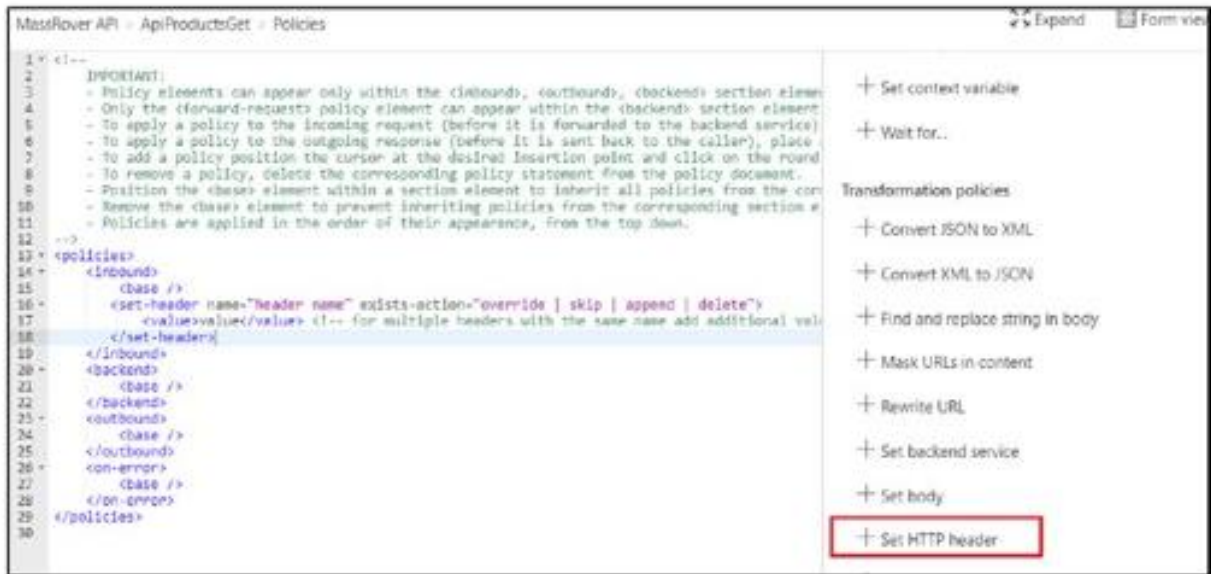 MassRover API > ApiProductsGet > Policies
Expand
Form view
1 <!--
2 IMPORTANT:
3 - Policy elements can appear only within the <inbound>, <outbound>, <backend> section elemen
4 - Only the <forward-request> policy element can appear within the <backend> section element
5 - To apply a policy to the incoming request (before it is forwarded to the backend service)
6 - To apply a policy to the outgoing response (before it is sent back to the caller), place
7 - To add a policy position the cursor at the desired insertion point and click on the round
8 - To remove a policy, delete the corresponding policy statement from the policy document.
9 - Position the <base> element within a section element to inherit all policies from the cor
10 - Remove the <base> element to prevent inheriting policies from the corresponding section e
11 - Policies are applied in the order of their appearance, from the top down.
12 -->
13 <policies>
14 <inbound>
15 <base />
16 <set-header name="header name" exists-action="override | skip | append | delete">
17 <value>value</value> <!-- for multiple headers with the same name add additional val
18 </set-header>
19 </inbound>
20 <backend>
21 <base />
22 </backend>
23 <outbound>
24 <base />
25 </outbound>
26 <on-error>
27 <base />
28 </on-error>
29 </policies>
30
+ Set context variable
+ Wait for...
Transformation policies
+ Convert JSON to XML
+ Convert XML to JSON
+ Find and replace string in body
+ Mask URLs in content
+ Rewrite URL
+ Set backend service
+ Set body
+ Set HTTP header